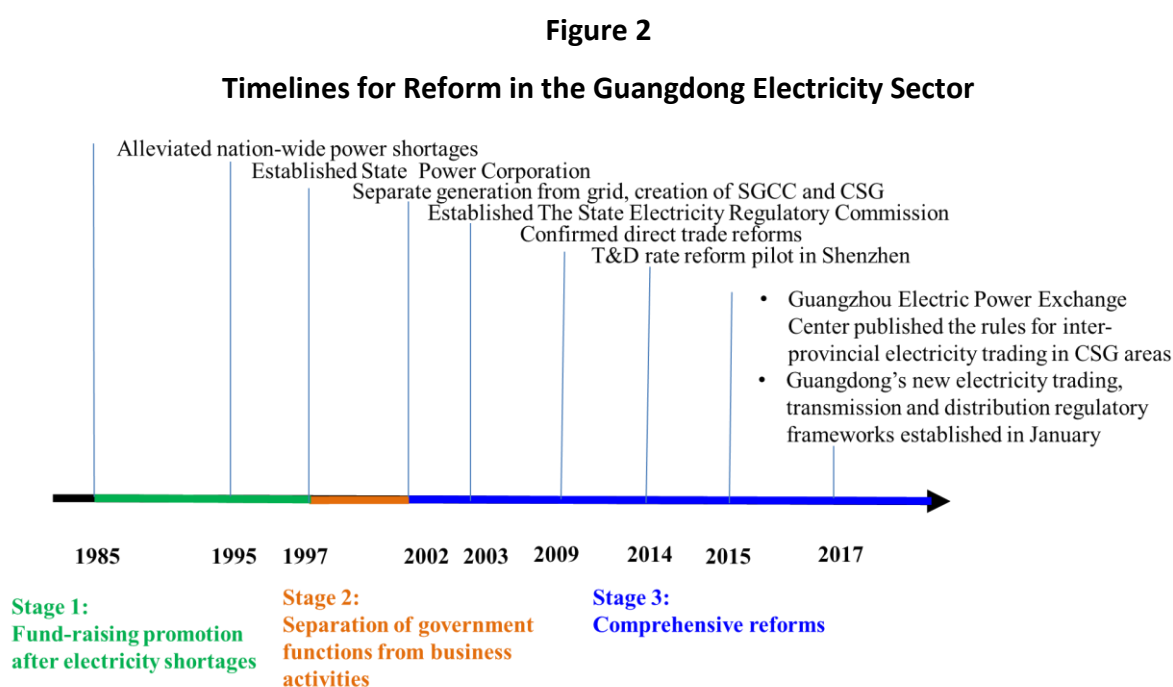 Figure 2
Timelines for Reform in the Guangdong Electricity Sector
Alleviated nation-wide power shortages
Established State Power Corporation
Separate generation from grid, creation of SGCC and CSG
Established The State Electricity Regulatory Commission
Confirmed direct trade reforms
T&D rate reform pilot in Shenzhen
• Guangzhou Electric Power Exchange
Center published the rules for inter-
provincial electricity trading in CSG areas
• Guangdong's new electricity trading,
transmission and distribution regulatory
frameworks established in January
1985 1995 1997 2002 2003 2009 2014 2015 2017
Stage 1:
Fund-raising promotion
after electricity shortages
Stage 2:
Separation of government
functions from business
activities
Stage 3:
Comprehensive reforms